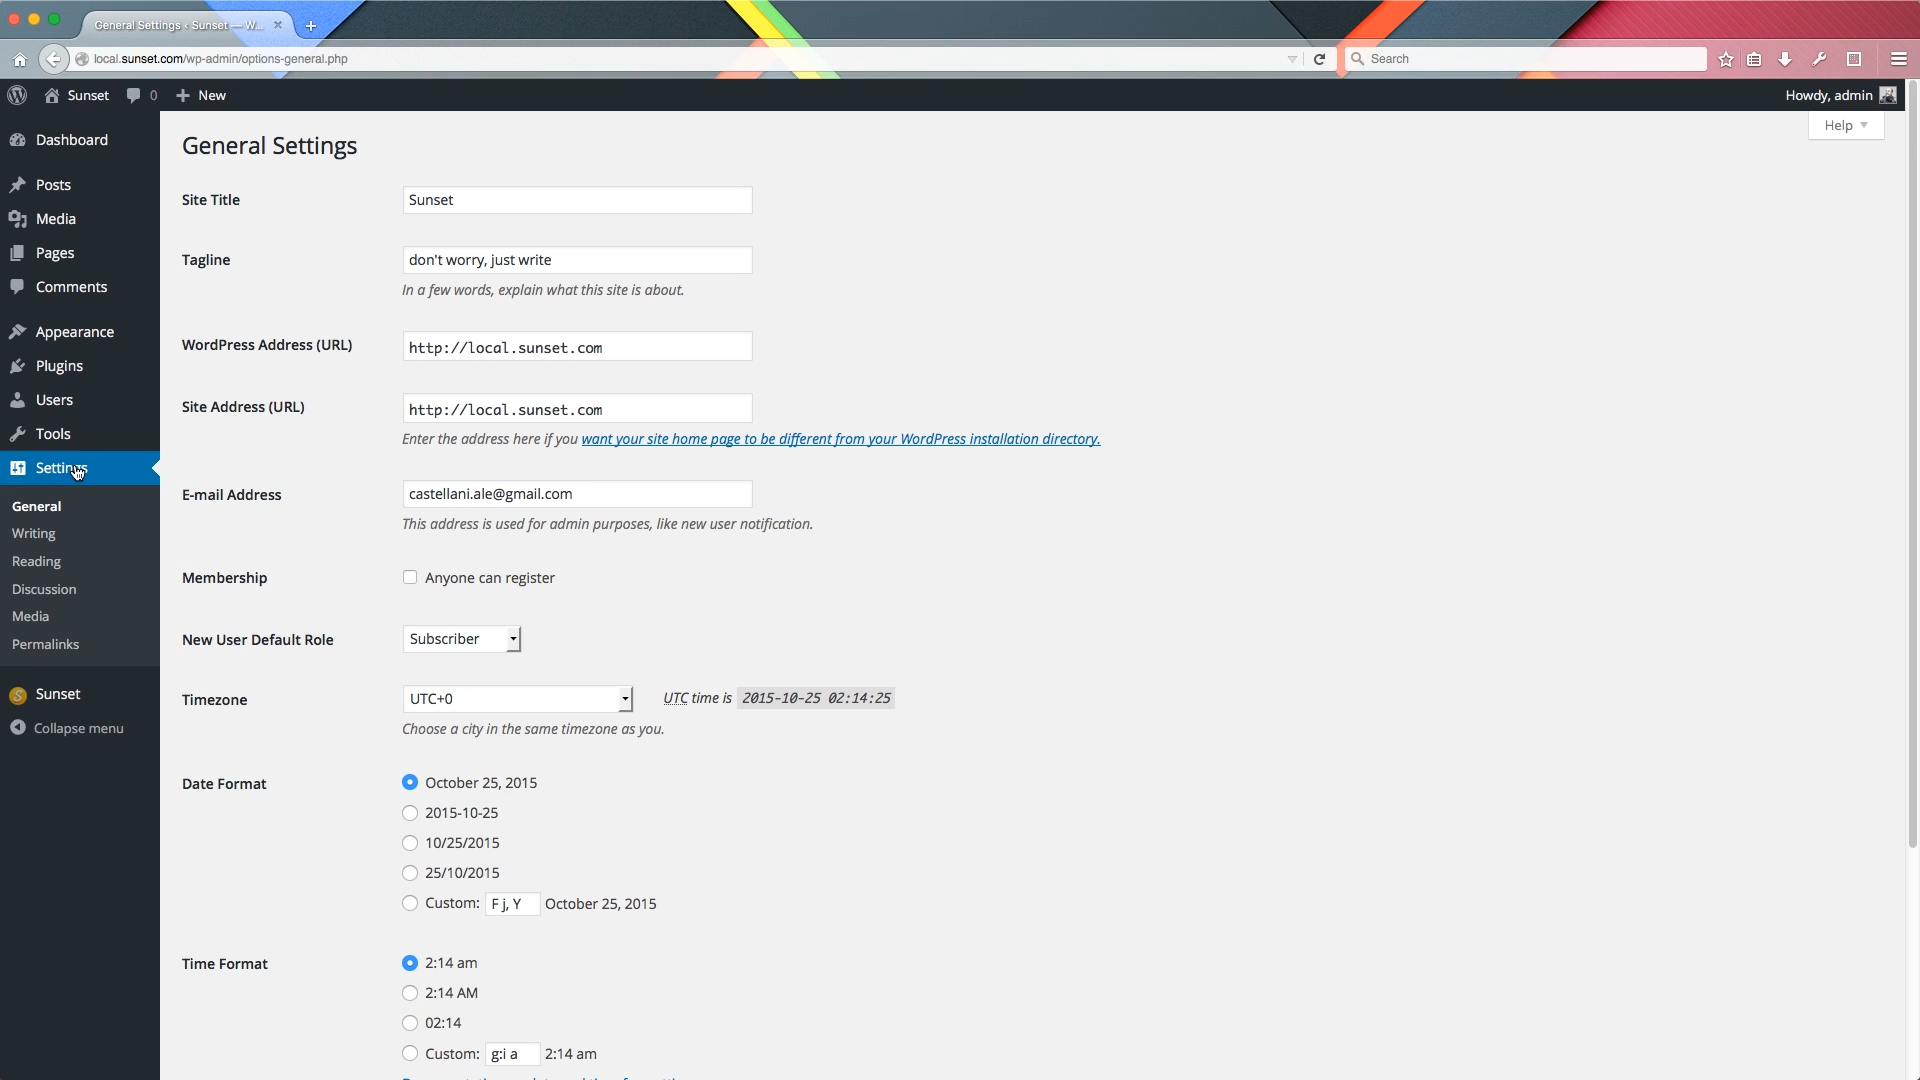 General Settings ‹ Sunset — W...
local.sunset.com/wp-admin/options-general.php
Search
Sunset
0
New
Howdy, admin
Help
Dashboard
Posts
Media
Pages
Comments
Appearance
Plugins
Users
Tools
Settings
General
Writing
Reading
Discussion
Media
Permalinks
Sunset
Collapse menu
General Settings
Site Title
Sunset
Tagline
don't worry, just write
In a few words, explain what this site is about.
WordPress Address (URL)
http://local.sunset.com
Site Address (URL)
http://local.sunset.com
Enter the address here if you want your site home page to be different from your WordPress installation directory.
E-mail Address
castellani.ale@gmail.com
This address is used for admin purposes, like new user notification.
Membership
Anyone can register
New User Default Role
Subscriber
Timezone
UTC+0
UTC time is 2015-10-25 02:14:25
Choose a city in the same timezone as you.
Date Format
October 25, 2015
2015-10-25
10/25/2015
25/10/2015
Custom: F j, Y October 25, 2015
Time Format
2:14 am
2:14 AM
02:14
Custom: g:i a 2:14 am